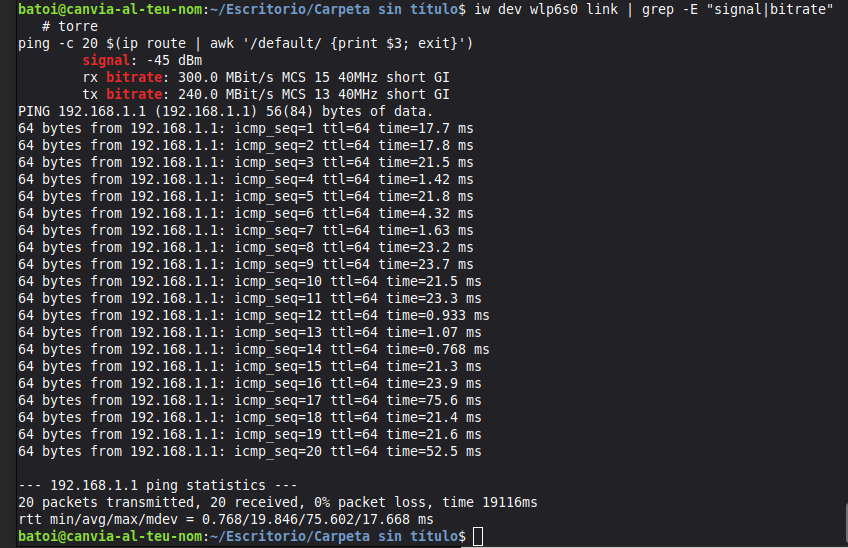 batoi@canvia-al-teu-nom:~/Escritorio/Carpeta sin título$ iw dev wlp6s0 link | grep -E "signal|bitrate"
   # torre
ping -c 20 $(ip route | awk '/default/ {print $3; exit}')
        signal: -45 dBm
        rx bitrate: 300.0 MBit/s MCS 15 40MHz short GI
        tx bitrate: 240.0 MBit/s MCS 13 40MHz short GI
PING 192.168.1.1 (192.168.1.1) 56(84) bytes of data.
64 bytes from 192.168.1.1: icmp_seq=1 ttl=64 time=17.7 ms
64 bytes from 192.168.1.1: icmp_seq=2 ttl=64 time=17.8 ms
64 bytes from 192.168.1.1: icmp_seq=3 ttl=64 time=21.5 ms
64 bytes from 192.168.1.1: icmp_seq=4 ttl=64 time=1.42 ms
64 bytes from 192.168.1.1: icmp_seq=5 ttl=64 time=21.8 ms
64 bytes from 192.168.1.1: icmp_seq=6 ttl=64 time=4.32 ms
64 bytes from 192.168.1.1: icmp_seq=7 ttl=64 time=1.63 ms
64 bytes from 192.168.1.1: icmp_seq=8 ttl=64 time=23.2 ms
64 bytes from 192.168.1.1: icmp_seq=9 ttl=64 time=23.7 ms
64 bytes from 192.168.1.1: icmp_seq=10 ttl=64 time=21.5 ms
64 bytes from 192.168.1.1: icmp_seq=11 ttl=64 time=23.3 ms
64 bytes from 192.168.1.1: icmp_seq=12 ttl=64 time=0.933 ms
64 bytes from 192.168.1.1: icmp_seq=13 ttl=64 time=1.07 ms
64 bytes from 192.168.1.1: icmp_seq=14 ttl=64 time=0.768 ms
64 bytes from 192.168.1.1: icmp_seq=15 ttl=64 time=21.3 ms
64 bytes from 192.168.1.1: icmp_seq=16 ttl=64 time=23.9 ms
64 bytes from 192.168.1.1: icmp_seq=17 ttl=64 time=75.6 ms
64 bytes from 192.168.1.1: icmp_seq=18 ttl=64 time=21.4 ms
64 bytes from 192.168.1.1: icmp_seq=19 ttl=64 time=21.6 ms
64 bytes from 192.168.1.1: icmp_seq=20 ttl=64 time=52.5 ms

--- 192.168.1.1 ping statistics ---
20 packets transmitted, 20 received, 0% packet loss, time 19116ms
rtt min/avg/max/mdev = 0.768/19.846/75.602/17.668 ms
batoi@canvia-al-teu-nom:~/Escritorio/Carpeta sin título$